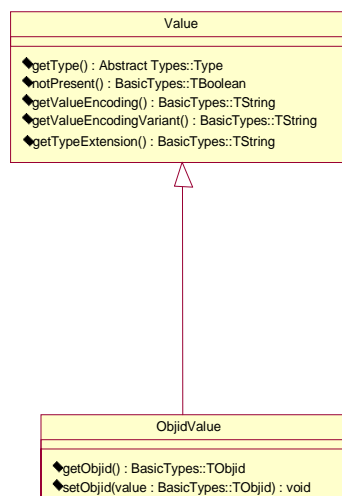 Value
getType() : Abstract Types::Type
notPresent() : BasicTypes::TBoolean
getValueEncoding() : BasicTypes::TString
getValueEncodingVariant() : BasicTypes::TString
getTypeExtension() : BasicTypes::TString
ObjidValue
getObjid() : BasicTypes::TObjid
setObjid(value : BasicTypes::TObjid) : void